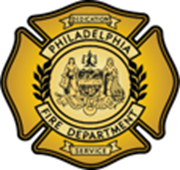 DEDICATION
PHILADELPHIA
FIRE DEPARTMENT
SERVICE